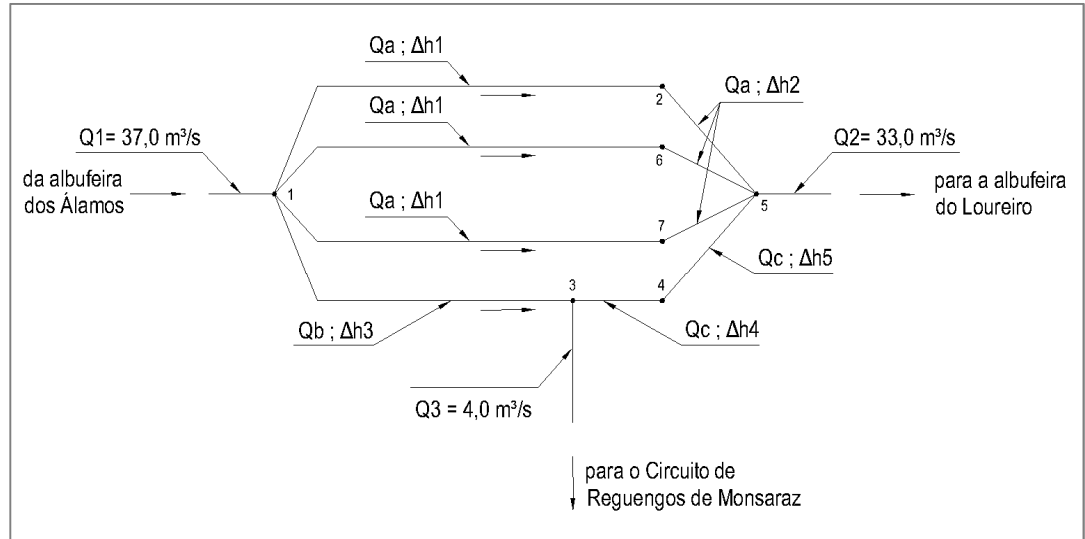 Qa ; Δh1
Qa ; Δh2
2
Qa ; Δh1
Q1= 37,0 m³/s
Q2= 33,0 m³/s
6
da albufeira
dos Álamos
1
5
para a albufeira
do Loureiro
Qa ; Δh1
7
Qc ; Δh5
3
4
Qb ; Δh3
Qc ; Δh4
Q3 = 4,0 m³/s
para o Circuito de
Reguengos de Monsaraz